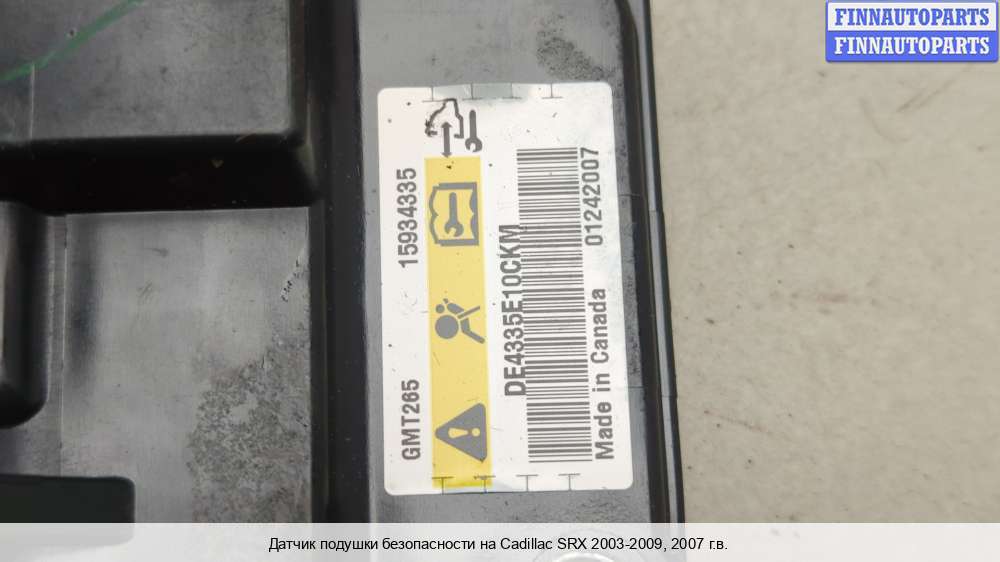 FINNAUTOPARTS
FINNAUTOPARTS
GMT265 15934335
DE4335E10CKM
Made in Canada 01242007
Датчик подушки безопасности на Cadillac SRX 2003-2009, 2007 г.в.